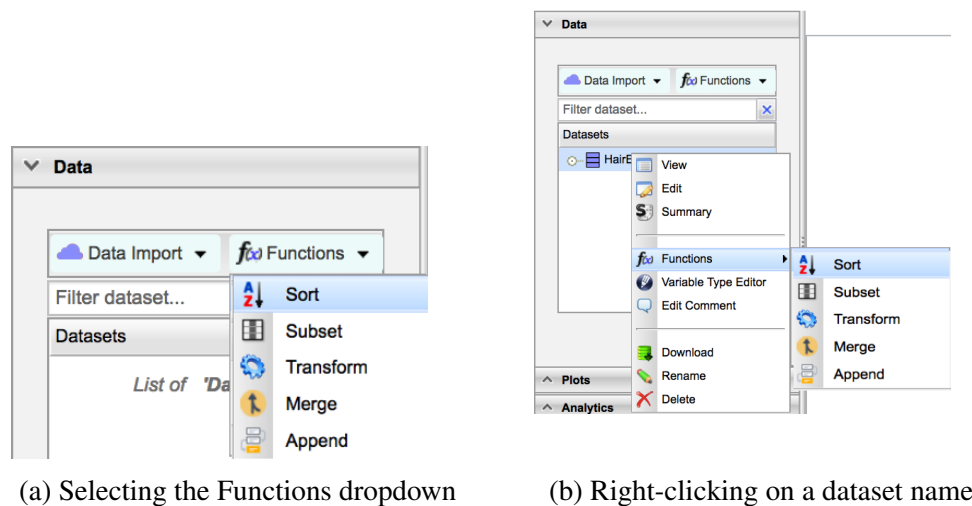 Data
Data Import
f(x) Functions
Filter dataset...
Datasets
List of 'Da
Sort
Subset
Transform
Merge
Append
(a) Selecting the Functions dropdown
Data
Data Import
f(x) Functions
Filter dataset...
Datasets
HairE
View
Edit
Summary
f(x) Functions
Variable Type Editor
Edit Comment
Download
Rename
Delete
Sort
Subset
Transform
Merge
Append
Plots
Analytics
(b) Right-clicking on a dataset name